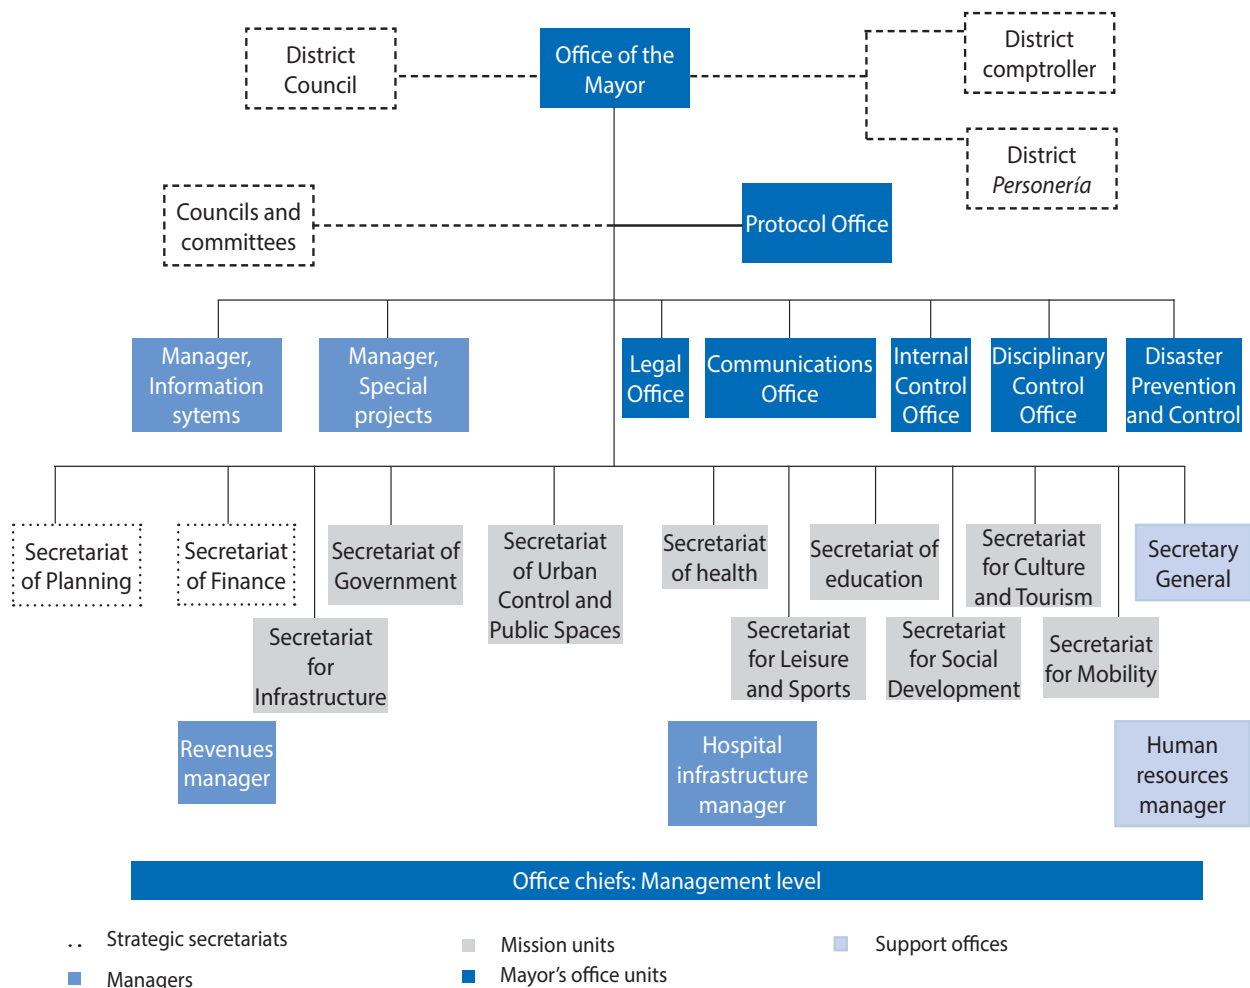 District
Council
Office of the
Mayor
District
comptroller
District
Personería
Councils and
committees
Protocol Office
Manager,
Information
sytems
Manager,
Special
projects
Legal
Office
Communications
Office
Internal
Control
Office
Disciplinary
Control
Office
Disaster
Prevention
and Control
Secretariat
of Planning
Secretariat
of Finance
Secretariat of
Government
Secretariat
of Urban
Control and
Public Spaces
Secretariat
of health
Secretariat of
education
Secretariat
for Culture
and Tourism
Secretary
General
Secretariat
for
Infrastructure
Secretariat
for Leisure
and Sports
Secretariat
for Social
Development
Secretariat
for Mobility
Revenues
manager
Hospital
infrastructure
manager
Human
resources
manager
Office chiefs: Management level
Strategic secretariats
Mission units
Support offices
Managers
Mayor’s office units